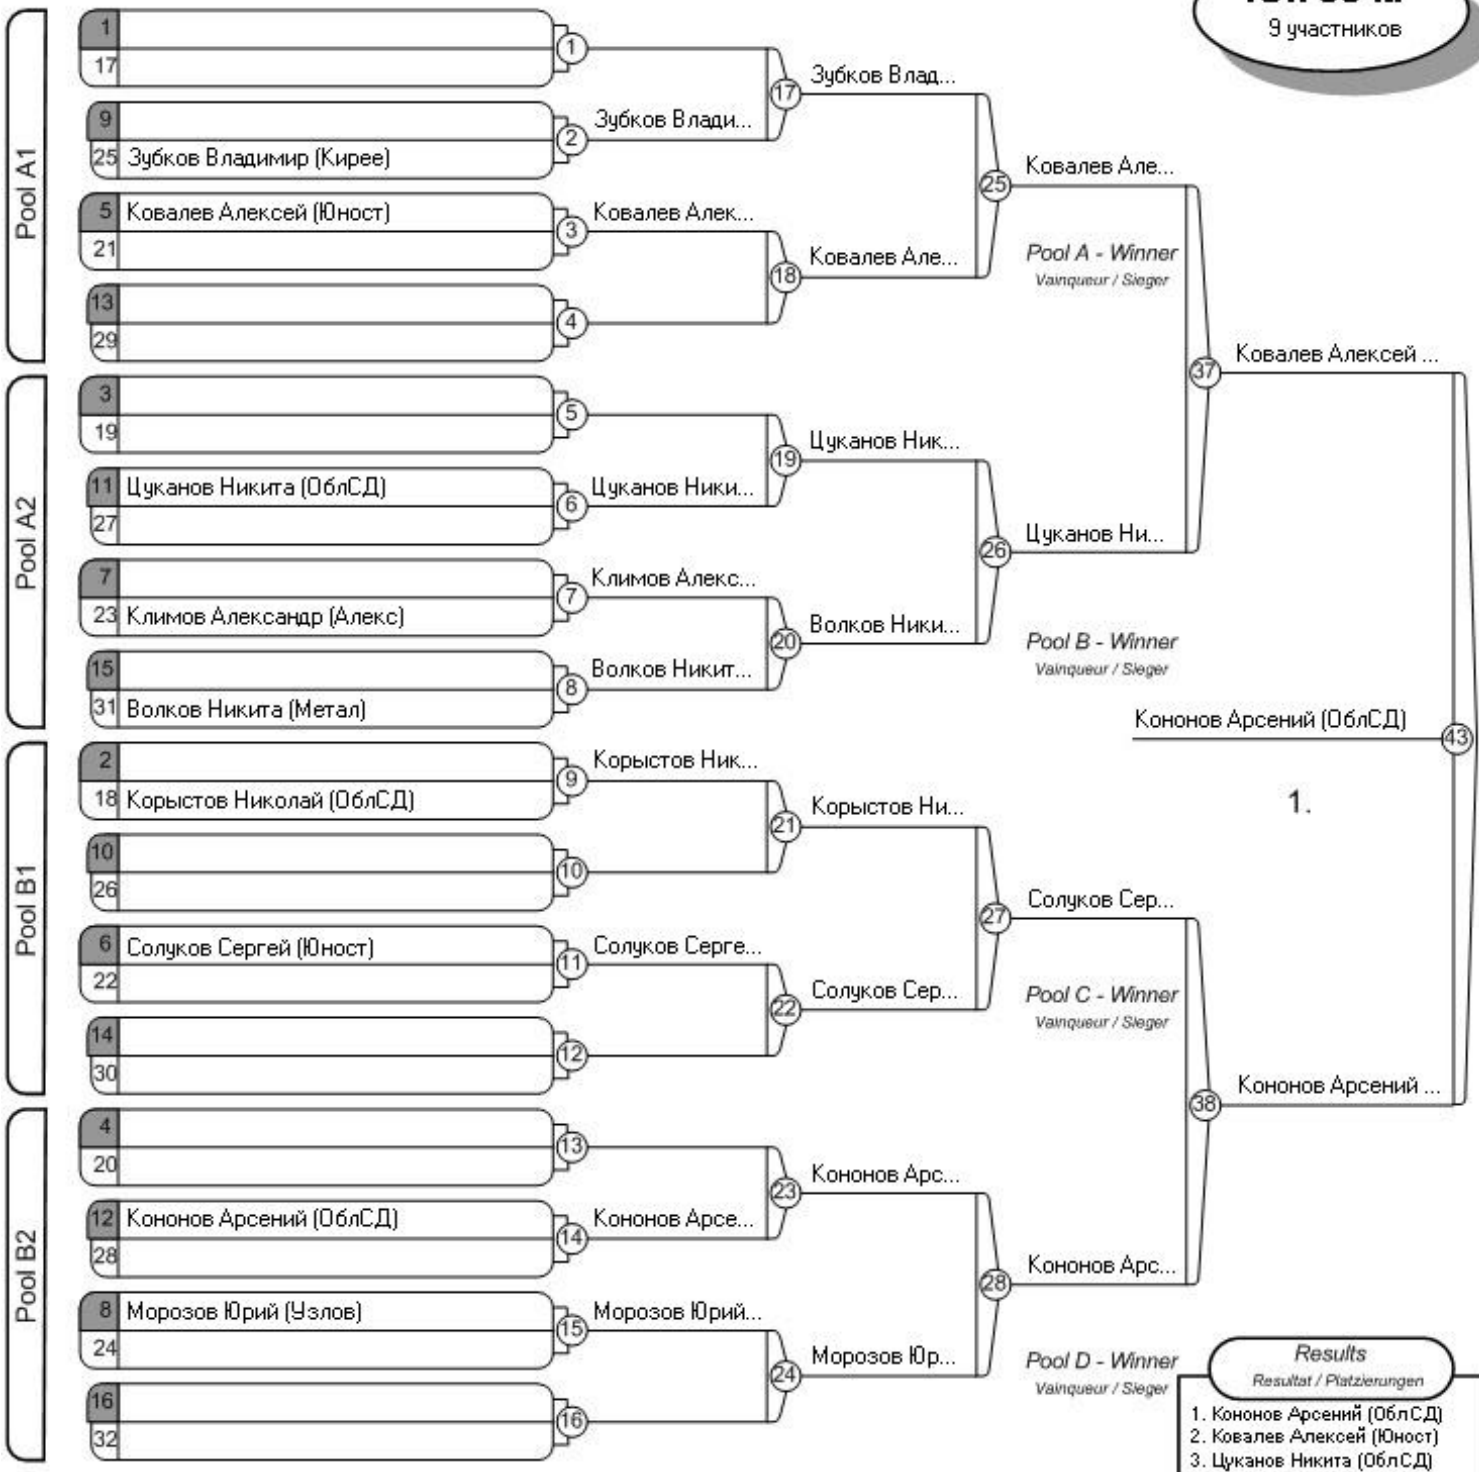 9 участников
Pool A1
1
17
1
9
25 Зубков Владимир (Кирее)
2
Зубков Влади...
17
Зубков Влад...
5 Ковалев Алексей (Юност)
21
3
Ковалев Алек...
13
29
4
18
Ковалев Але...
25
Ковалев Але...
Pool A - Winner
Vainqueur / Sieger
Pool A2
3
19
5
11 Цуканов Никита (ОблСД)
27
6
Цуканов Ники...
19
Цуканов Ник...
7
23 Климов Александр (Алекс)
7
Климов Алекс...
15
31 Волков Никита (Метал)
8
Волков Никит...
20
Волков Ники...
26
Цуканов Ни...
37
Ковалев Алексей ...
Pool B - Winner
Vainqueur / Sieger
Кононов Арсений (ОблСД)
43
1.
Pool B1
2
18 Корыстов Николай (ОблСД)
9
Корыстов Ник...
10
26
10
21
Корыстов Ни...
6 Солуков Сергей (Юност)
22
11
Солуков Серге...
14
30
12
22
Солуков Сер...
27
Солуков Сер...
Pool C - Winner
Vainqueur / Sieger
Pool B2
4
20
13
12 Кононов Арсений (ОблСД)
28
14
Кононов Арсе...
23
Кононов Арс...
8 Морозов Юрий (Узлов)
24
15
Морозов Юрий...
16
32
16
24
Морозов Юр...
28
Кононов Арс...
38
Кононов Арсений ...
Pool D - Winner
Vainqueur / Sieger
Results
Resultat / Platzierungen
1. Кононов Арсений (ОблСД)
2. Ковалев Алексей (Юност)
3. Цуканов Никита (ОблСД)